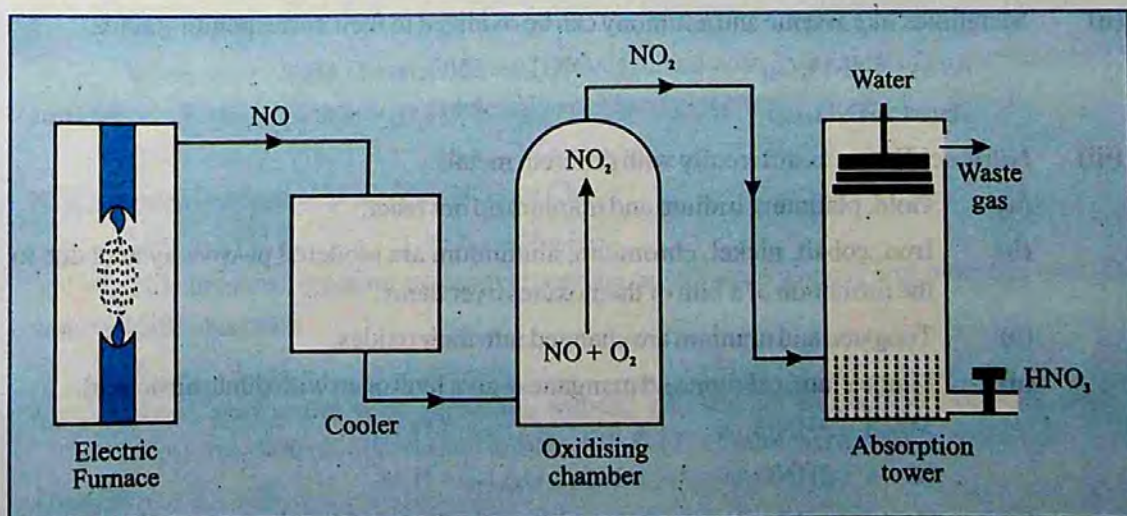 NO
NO₂
Water
NO₂
Waste
gas
NO + O₂
HNO₃
Cooler
Electric
Furnace
Oxidising
chamber
Absorption
tower